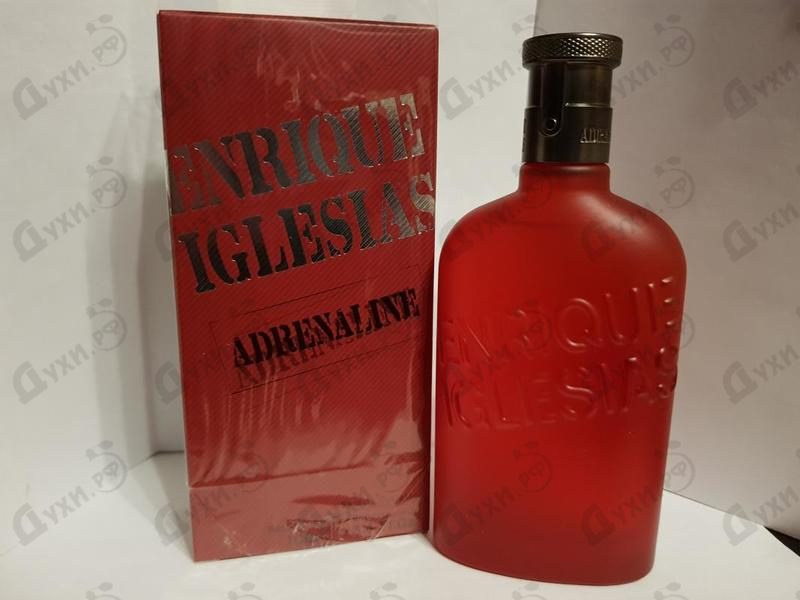 ENRIQUE
IGLESIAS
ADRENALINE
ENRIQUE
IGLESIAS
Духи.рф